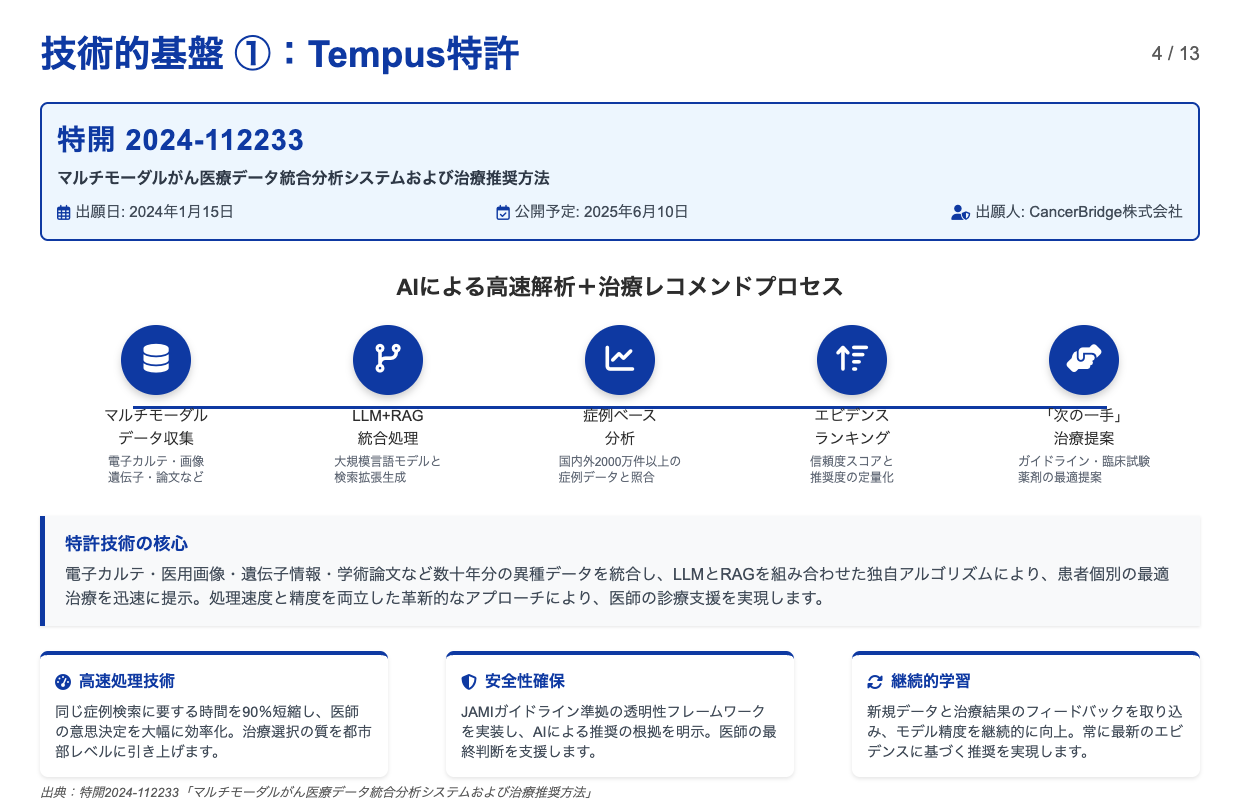 技術的基盤 ①：Tempus特許
4 / 13
特開 2024-112233
マルチモーダルがん医療データ統合分析システムおよび治療推奨方法
出願日: 2024年1月15日
公開予定: 2025年6月10日
出願人: CancerBridge株式会社
AIによる高速解析＋治療レコメンドプロセス
マルチモーダル
データ収集
電子カルテ・画像
遺伝子・論文など
LLM+RAG
統合処理
大規模言語モデルと
検索拡張生成
症例ベース
分析
国内外2000万件以上の
症例データと照合
エビデンス
ランキング
信頼度スコアと
推奨度の定量化
「次の一手」
治療提案
ガイドライン・臨床試験
薬剤の最適提案
特許技術の核心
電子カルテ・医用画像・遺伝子情報・学術論文など数十年分の異種データを統合し、LLMとRAGを組み合わせた独自アルゴリズムにより、患者個別の最適
治療を迅速に提示。処理速度と精度を両立した革新的なアプローチにより、医師の診療支援を実現します。
高速処理技術
同じ症例検索に要する時間を90％短縮し、医師
の意思決定を大幅に効率化。治療選択の質を都市
部レベルに引き上げます。
安全性確保
JAMIガイドライン準拠の透明性フレームワーク
を実装し、AIによる推奨の根拠を明示。医師の最
終判断を支援します。
継続的学習
新規データと治療結果のフィードバックを取り込
み、モデル精度を継続的に向上。常に最新のエビ
デンスに基づく推奨を実現します。
出典：特開2024-112233「マルチモーダルがん医療データ統合分析システムおよび治療推奨方法」